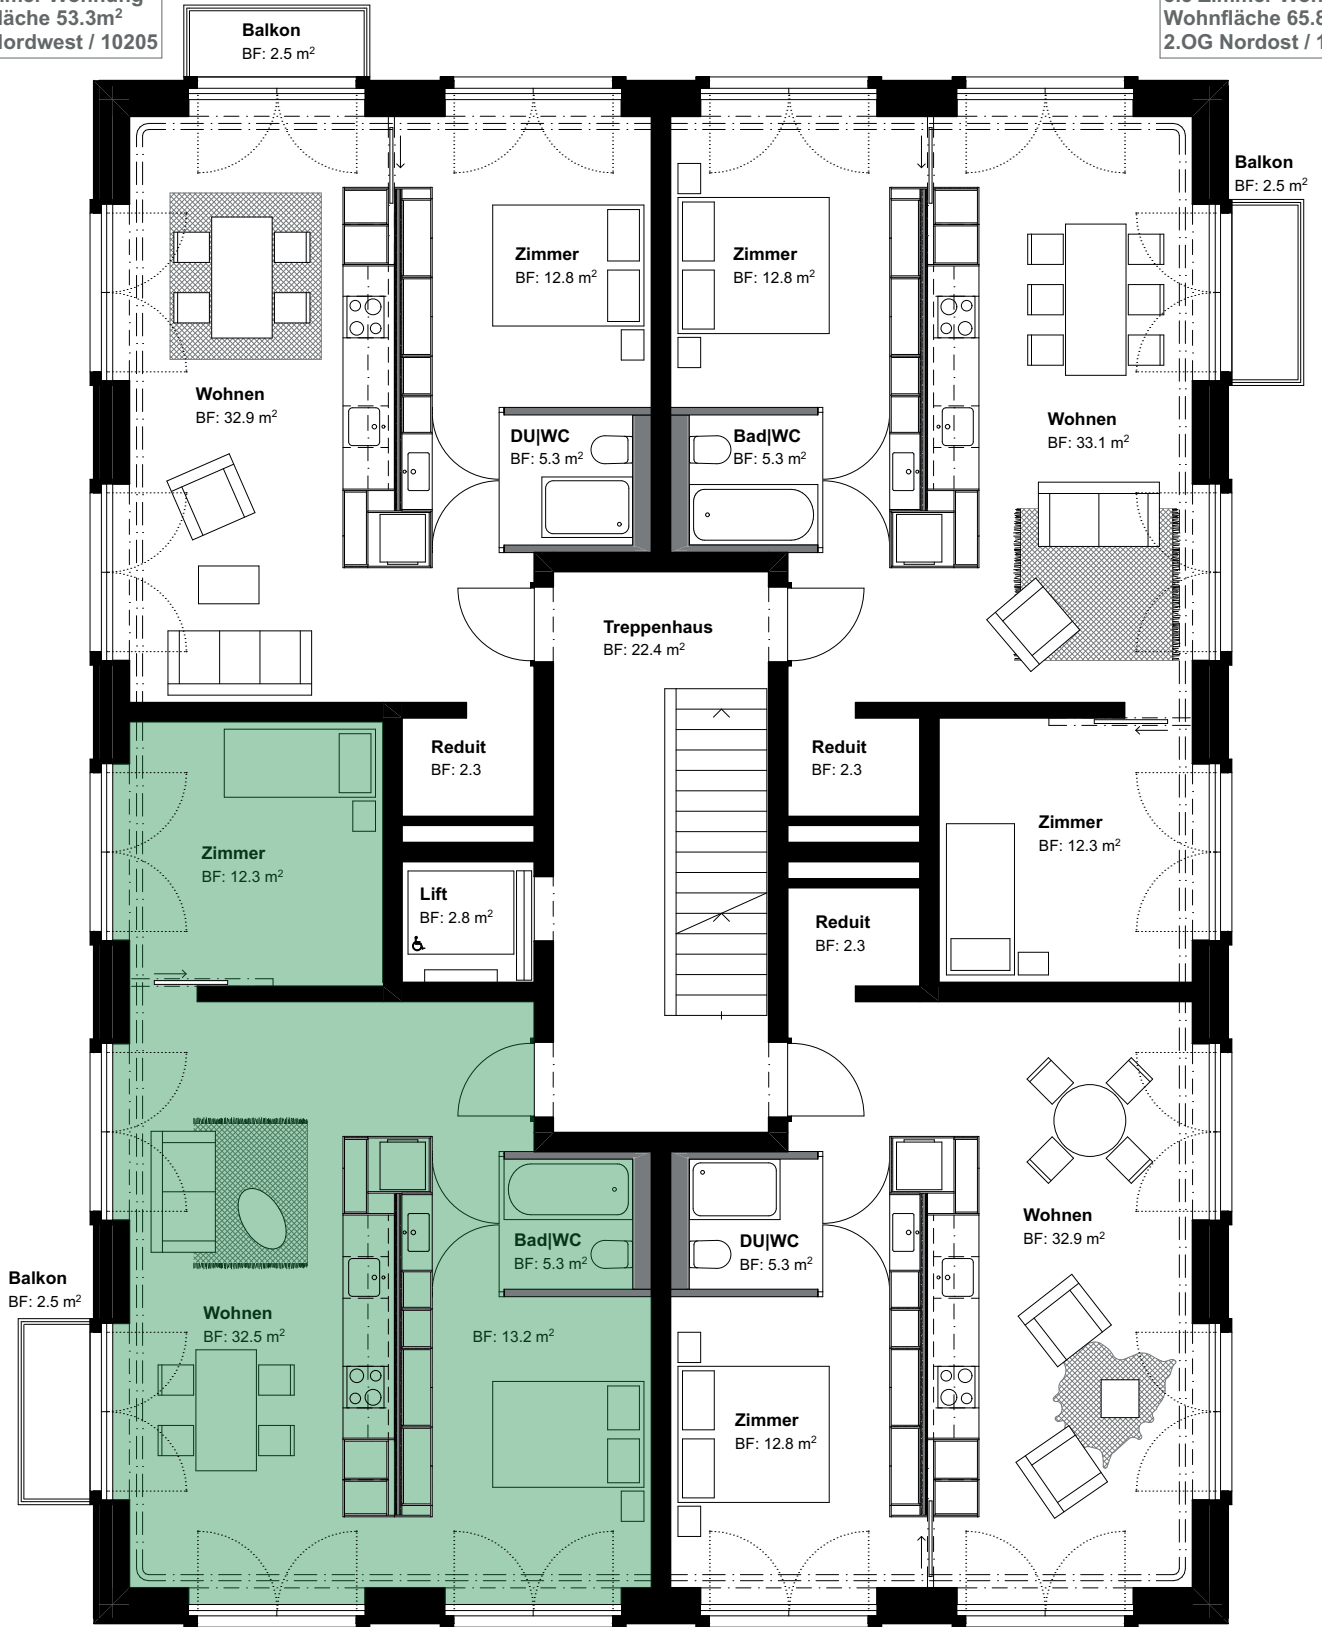 Fläche 53.3m²
Nordwest / 10205
Wohnfläche 65.8
2.OG Nordost / 1
Balkon
BF: 2.5 m²
Balkon
BF: 2.5 m²
Zimmer
BF: 12.8 m²
Zimmer
BF: 12.8 m²
Wohnen
BF: 32.9 m²
Wohnen
BF: 33.1 m²
DU|WC
BF: 5.3 m²
Bad|WC
BF: 5.3 m²
Treppenhaus
BF: 22.4 m²
Reduit
BF: 2.3
Reduit
BF: 2.3
Zimmer
BF: 12.3 m²
Zimmer
BF: 12.3 m²
Lift
BF: 2.8 m²
Reduit
BF: 2.3
Wohnen
BF: 32.9 m²
Bad|WC
BF: 5.3 m²
DU|WC
BF: 5.3 m²
Balkon
BF: 2.5 m²
Wohnen
BF: 32.5 m²
BF: 13.2 m²
Zimmer
BF: 12.8 m²